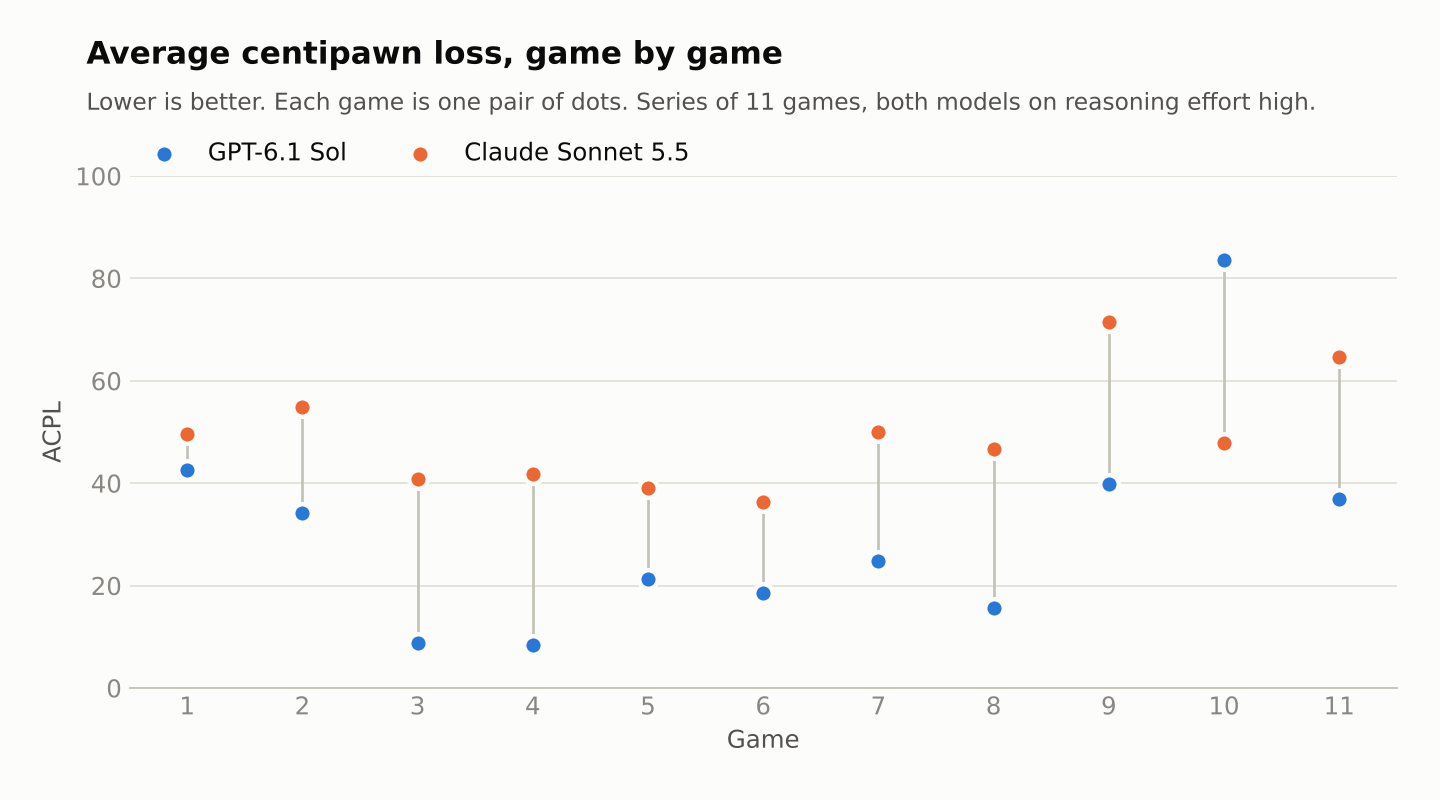 Average centipawn loss, game by game
Lower is better. Each game is one pair of dots. Series of 11 games, both models on reasoning effort high.
GPT-6.1 Sol Claude Sonnet 5.5
100
80
60
40
20
0
ACPL
1 2 3 4 5 6 7 8 9 10 11
Game